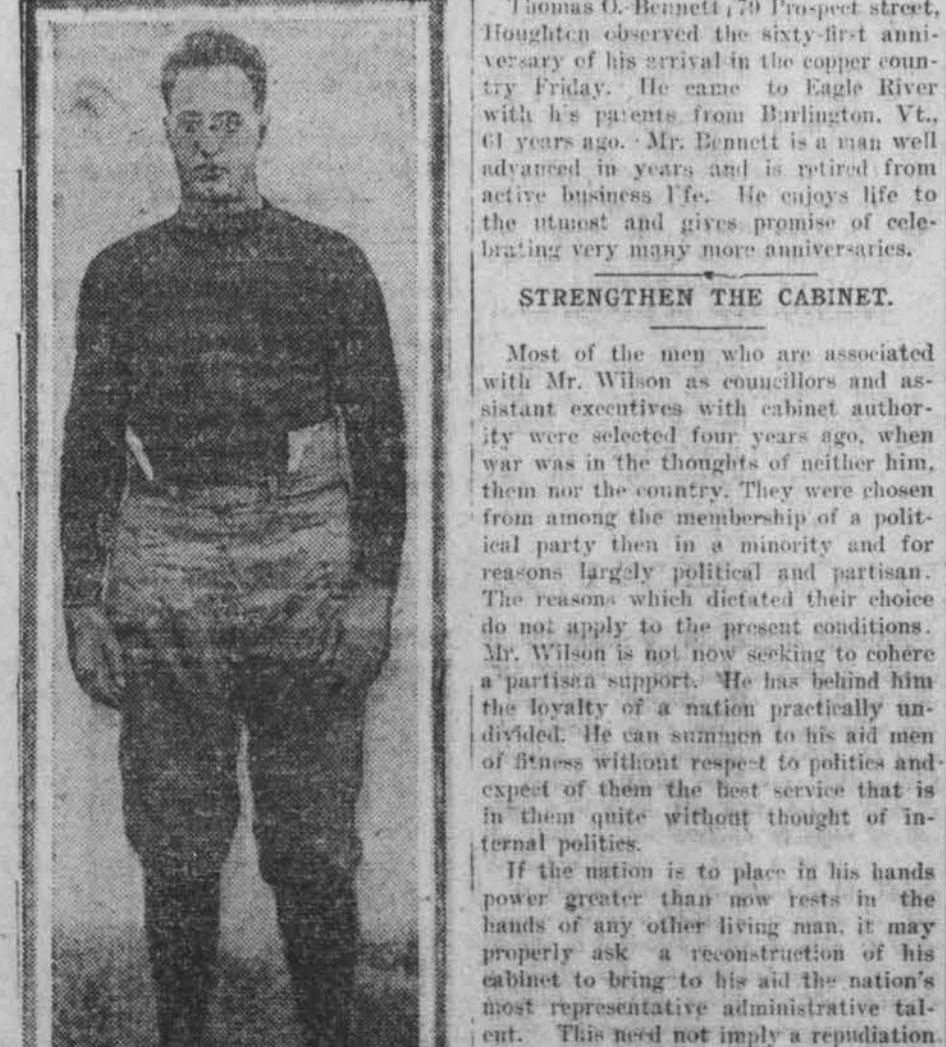 Thomas O. Bennett, 79 Prospect street,
Houghten observed the sixty-first anni-
versary of his arrival in the copper coun-
try Friday. He came to Eagle River
with his parents from Burlington, Vt.,
61 years ago. Mr. Bennett is a man well
advanced in years and is retired from
active business life. He enjoys life to
the utmost and gives promise of cele-
brating very many more anniversaries.
STRENGTHEN THE CABINET.
Most of the men who are associated
with Mr. Wilson as councillors and as-
sistant executives with cabinet author-
ity were selected four years ago, when
war was in the thoughts of neither him,
them nor the country. They were chosen
from among the membership of a polit-
ical party then in a minority and for
reasons largely political and partisan.
The reasons which dictated their choice
do not apply to the present conditions.
Mr. Wilson is not now seeking to cohere
a partisan support. He has behind him
the loyalty of a nation practically un-
divided. He can summon to his aid men
of fitness without respect to politics and
expect of them the best service that is
in them quite without thought of in-
ternal politics.
If the nation is to place in his hands
power greater than now rests in the
hands of any other living man, it may
properly ask a reconstruction of his
cabinet to bring to his aid the nation's
most representative administrative tal-
ent. This need not imply a repudiation